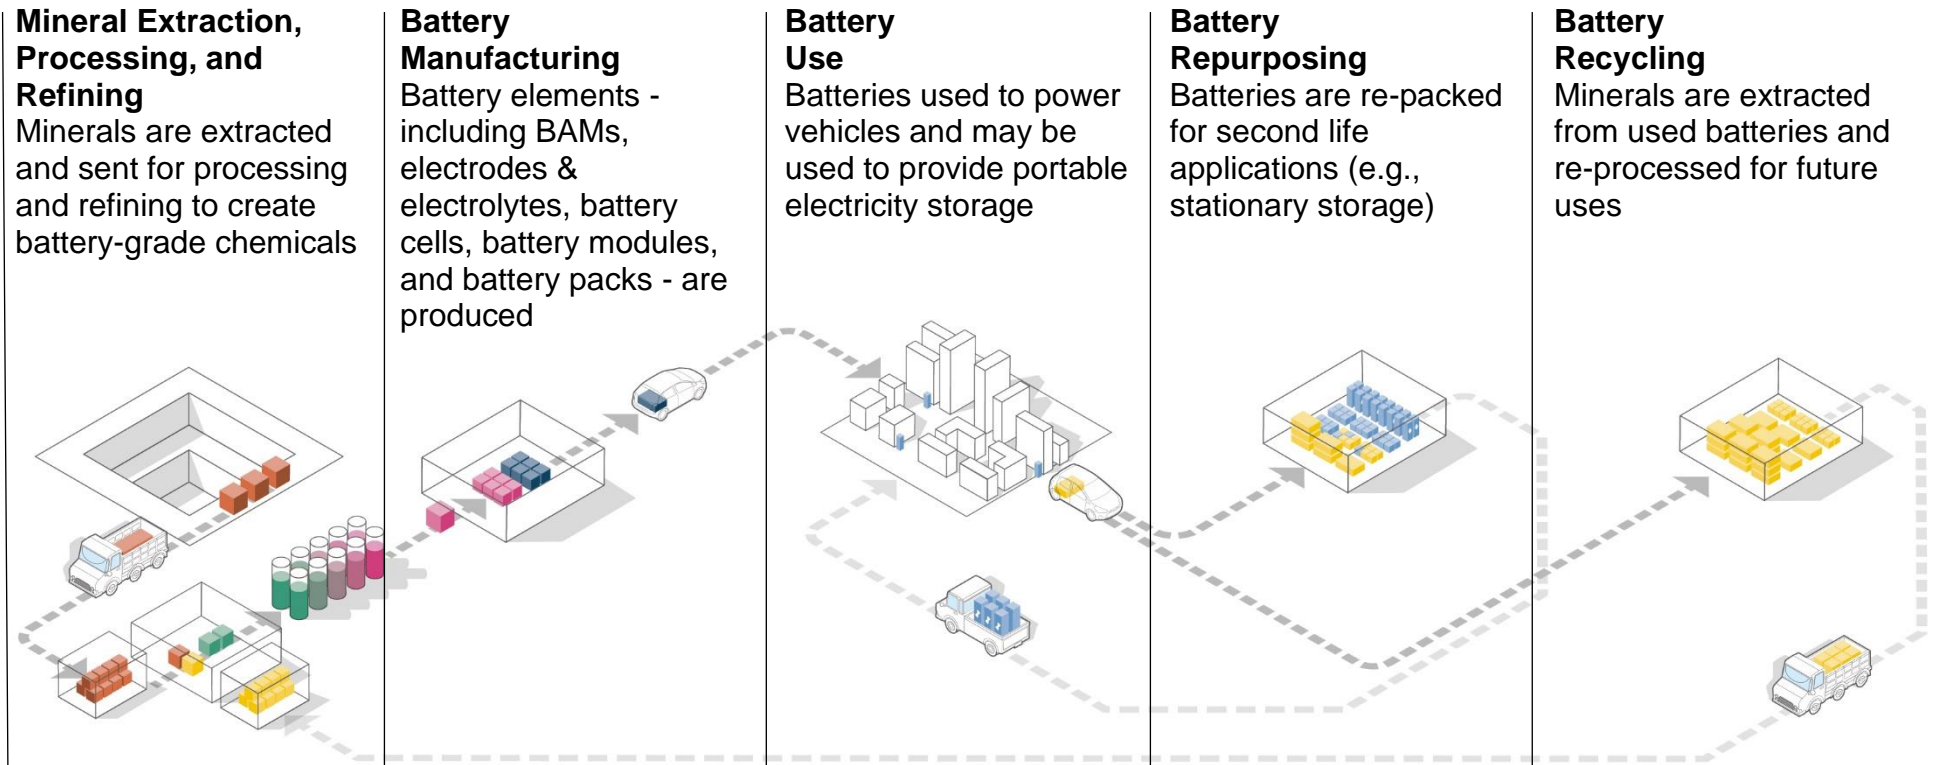 Mineral Extraction,
Processing, and
Refining
Minerals are extracted
and sent for processing
and refining to create
battery-grade chemicals
Battery
Manufacturing
Battery elements -
including BAMs,
electrodes &
electrolytes, battery
cells, battery modules,
and battery packs - are
produced
Battery
Use
Batteries used to power
vehicles and may be
used to provide portable
electricity storage
Battery
Repurposing
Batteries are re-packed
for second life
applications (e.g.,
stationary storage)
Battery
Recycling
Minerals are extracted
from used batteries and
re-processed for future
uses